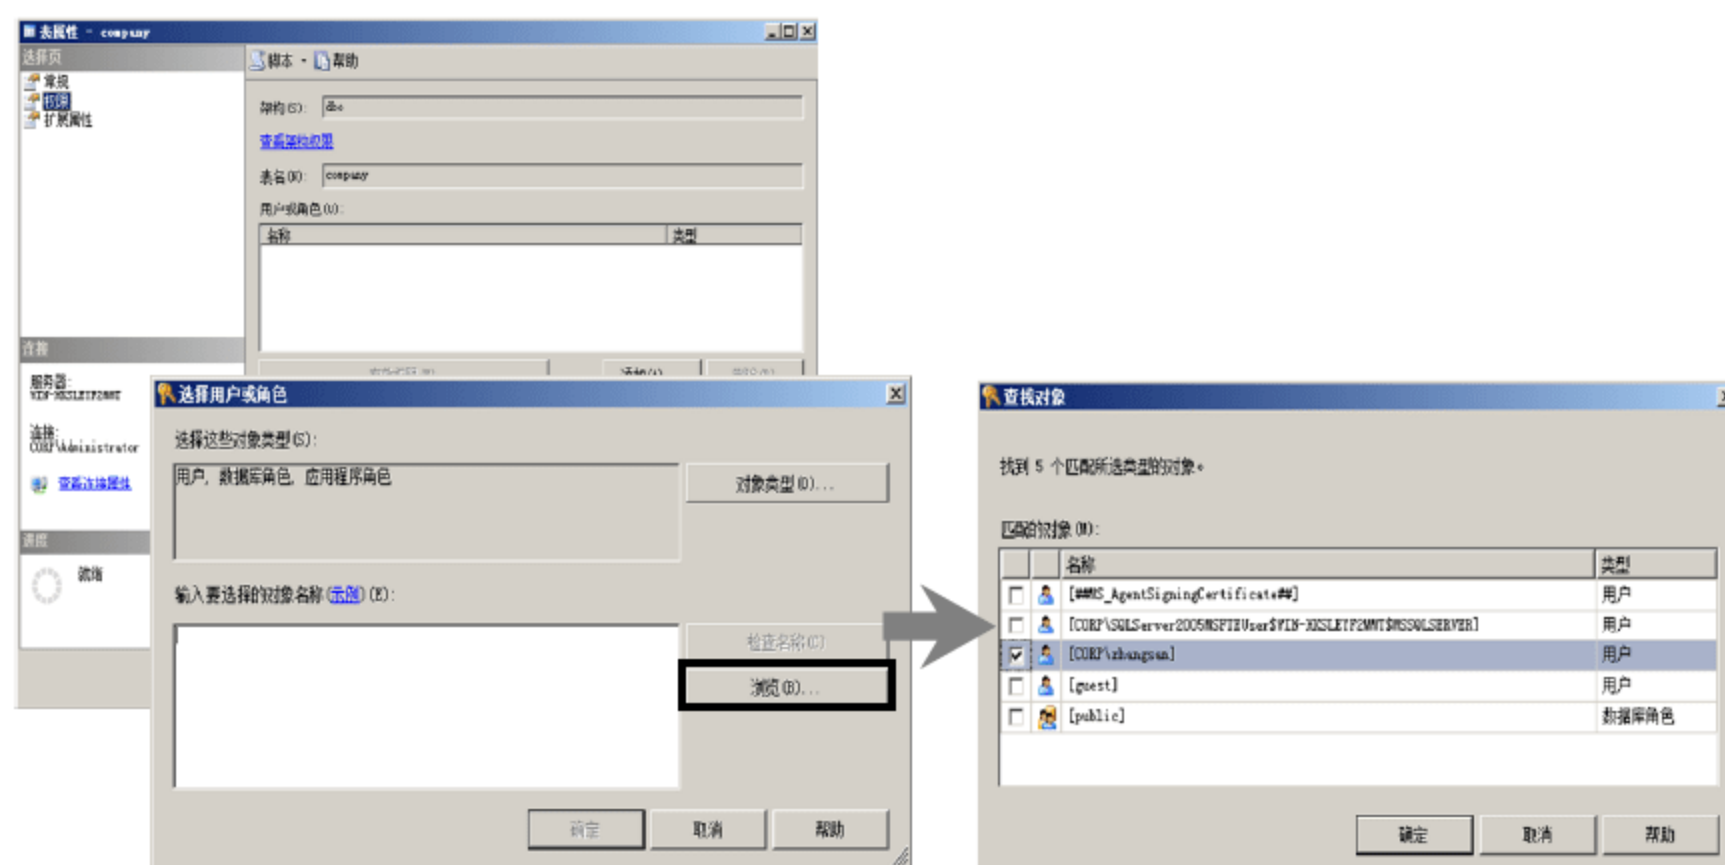 表属性 - company
选择页
常规
权限
扩展属性
脚本
帮助
架构(S):
dbo
查看架构权限
表名(N):
company
用户或角色(U):
名称
类型
添加(A)
连接
服务器:
连接:
CORP\Administrator
查看连接属性
进度
就绪
选择用户或角色
选择这些对象类型(S):
用户, 数据库角色, 应用程序角色
对象类型(O)...
输入要选择的对象名称(示例)(E):
检查名称(C)
浏览(B)...
确定
取消
帮助
查找对象
找到 5 个匹配所选类型的对象。
匹配的对象(M):
名称
类型
[##MS_AgentSigningCertificate##]
用户
用户
[CORP\zhangsan]
用户
[guest]
用户
[public]
数据库角色
确定
取消
帮助